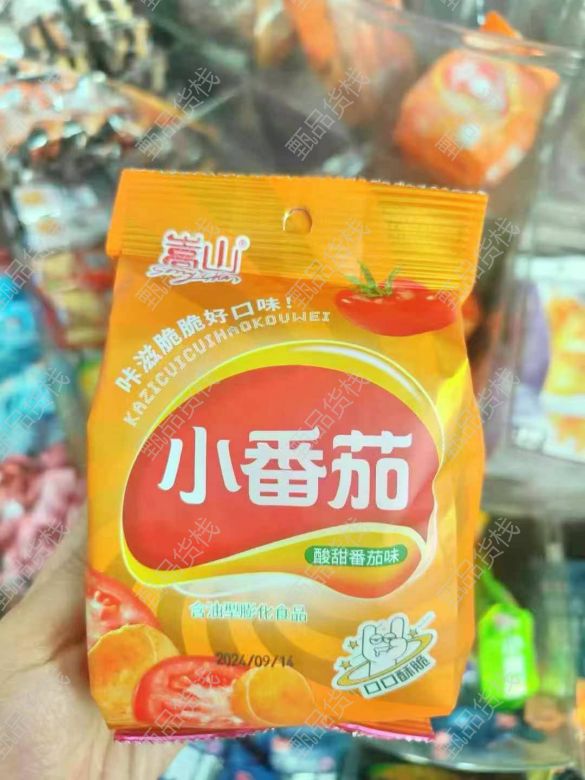 嵩山®
咔滋脆脆好口味！
KAZICUICUIHAOKOUWEI
小番茄
酸甜番茄味
含油型膨化食品
2024/09/14
口口酥脆
甄品货栈